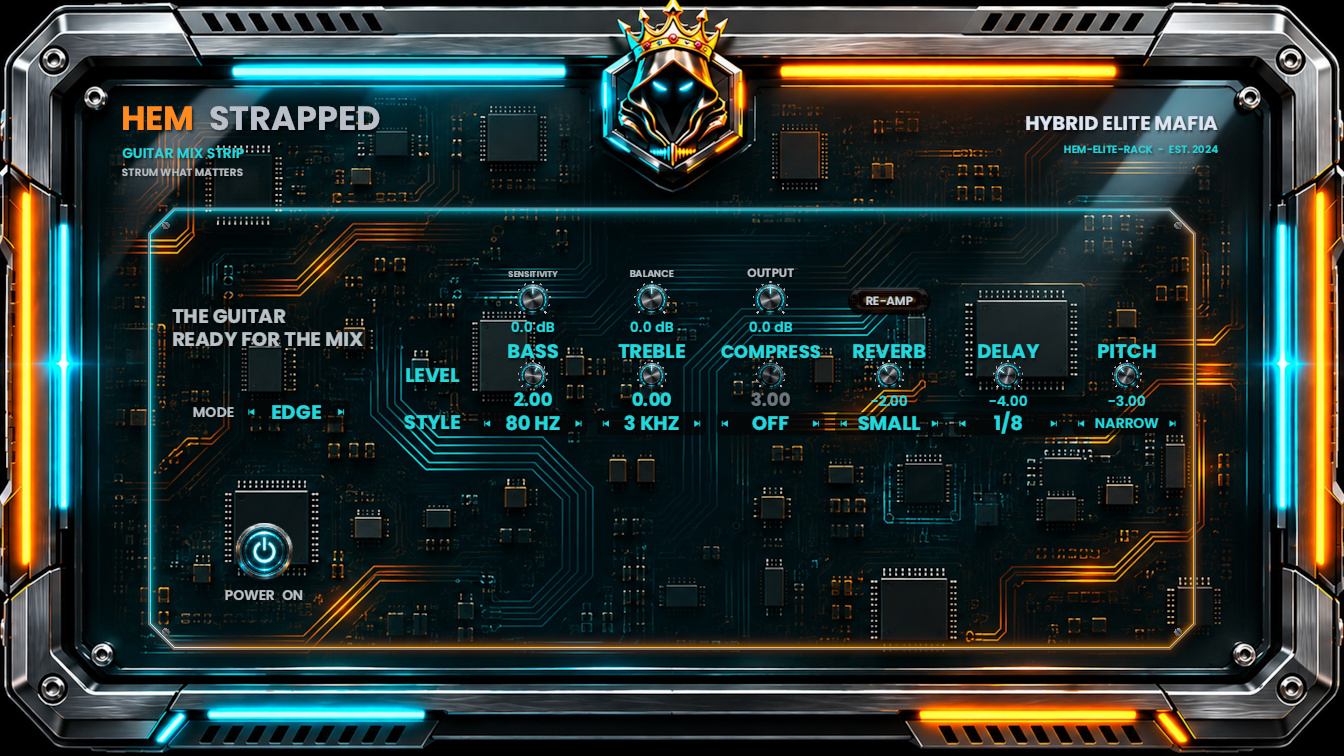 HEM STRAPPED
GUITAR MIX STRIP
STRUM WHAT MATTERS
HYBRID ELITE MAFIA
HEM-ELITE-RACK - EST. 2024
SENSITIVITY BALANCE OUTPUT
RE-AMP
THE GUITAR
READY FOR THE MIX
0.0 dB 0.0 dB 0.0 dB
BASS TREBLE COMPRESS REVERB DELAY PITCH
LEVEL
2.00 0.00 3.00 -2.00 -4.00 -3.00
MODE EDGE
STYLE 80 HZ 3 KHZ OFF SMALL 1/8 NARROW
POWER ON